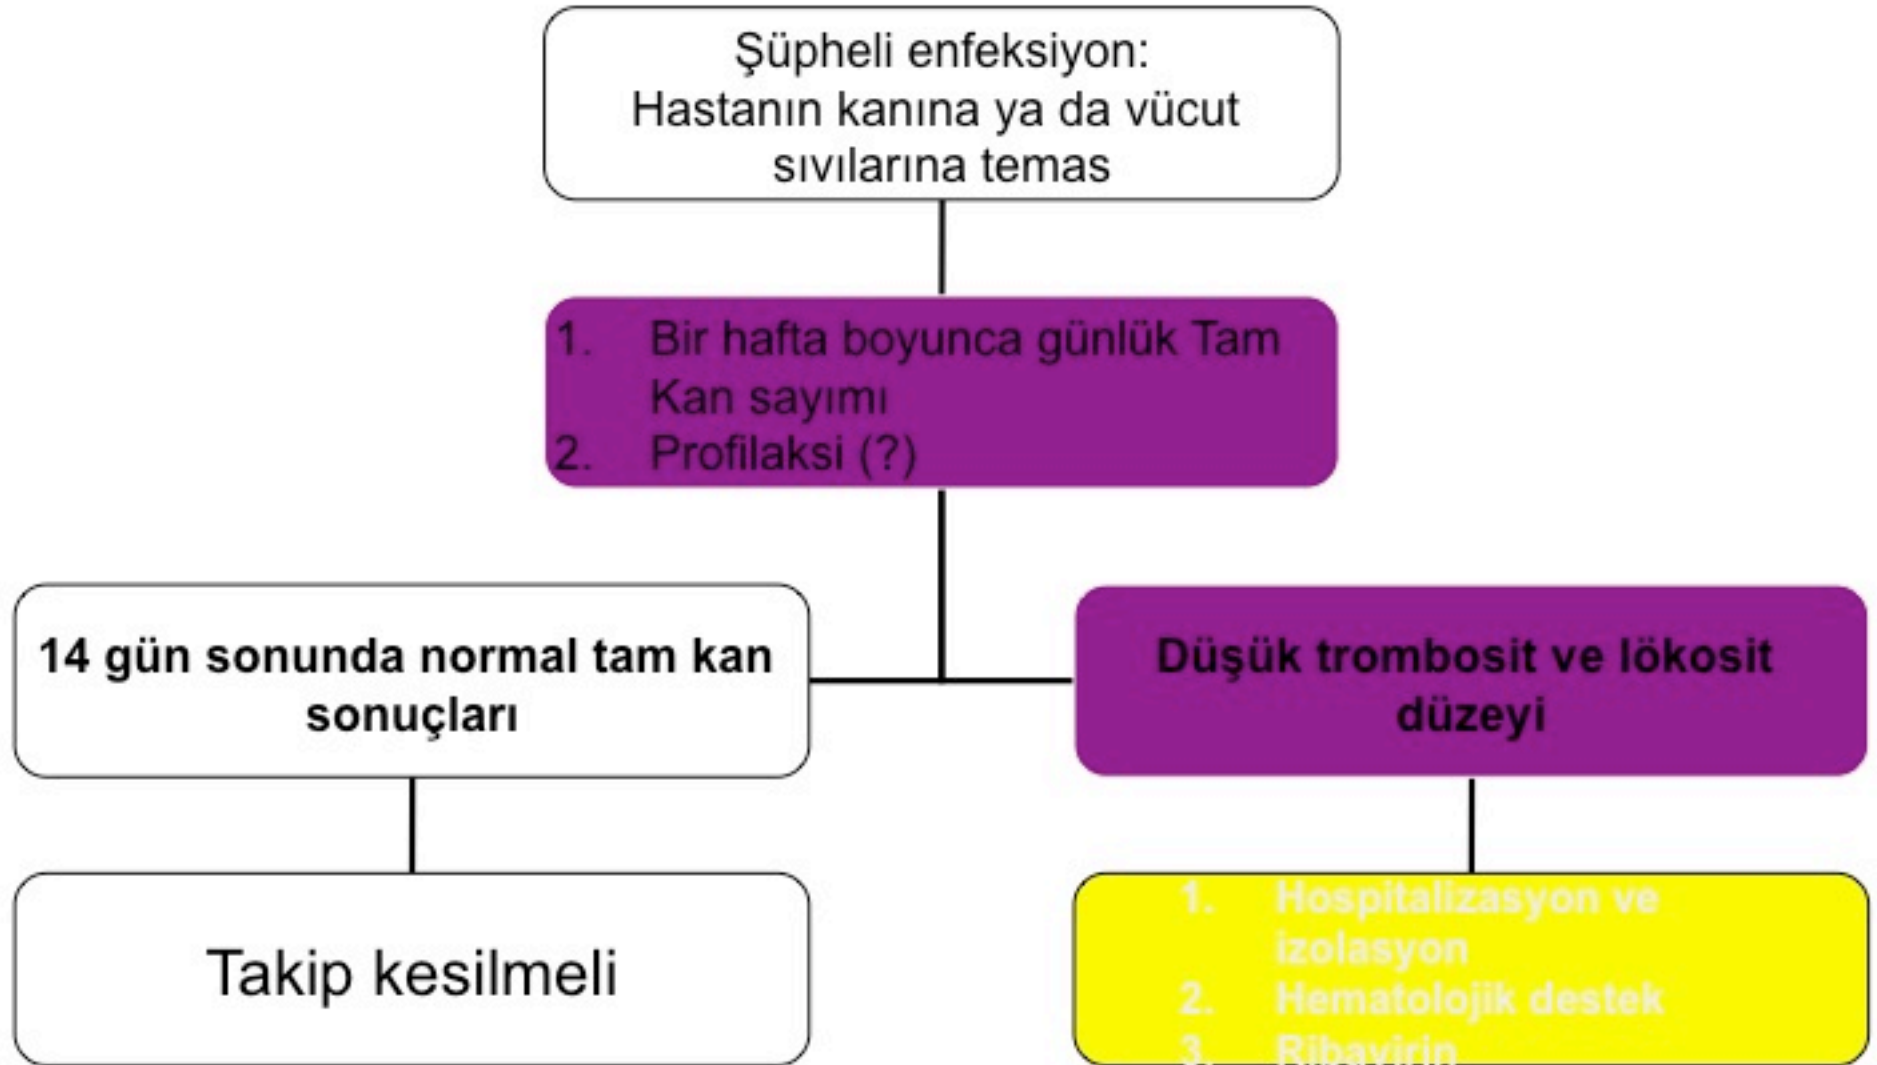 Şüpheli enfeksiyon:
Hastanın kanına ya da vücut
sıvılarına temas
1. Bir hafta boyunca günlük Tam
Kan sayımı
2. Profilaksi (?)
14 gün sonunda normal tam kan
sonuçları
Düşük trombosit ve lökosit
düzeyi
Takip kesilmeli
1. Hospitalizasyon ve
izolasyon
2. Hematolojik destek
3. Ribavirin